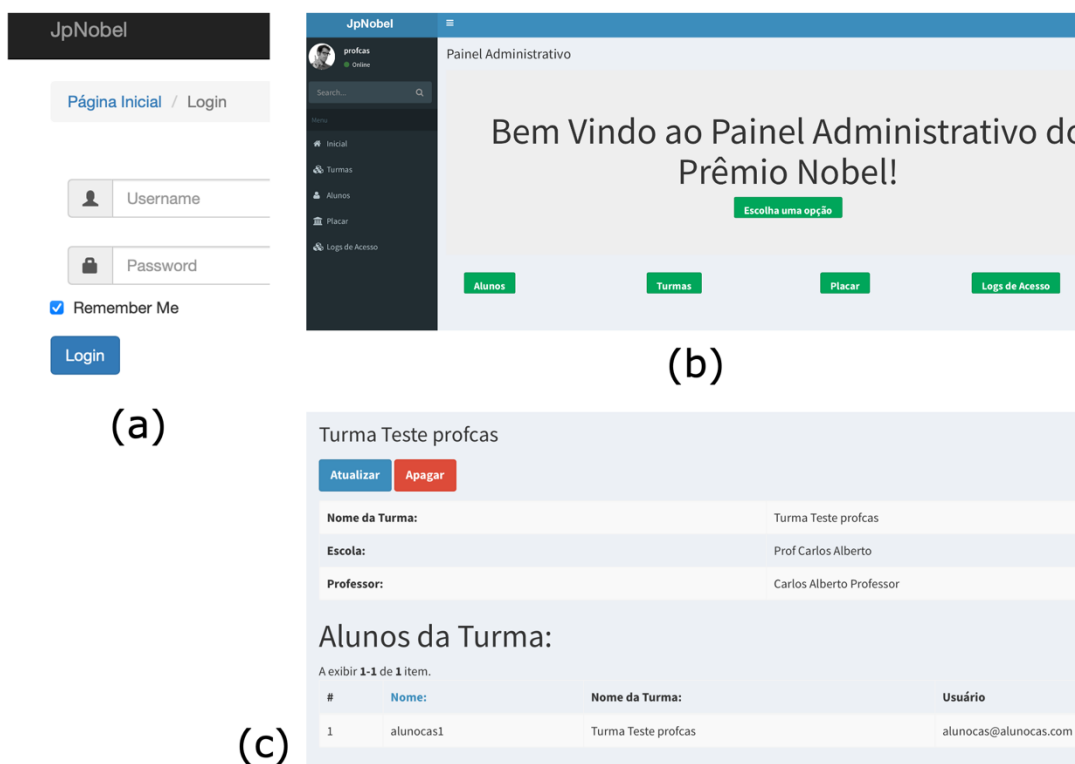 JpNobel
Página Inicial / Login
Username
Password
Remember Me
Login
(a)
JpNobel
profcas
Online
Painel Administrativo
Search...
Menu
Inicial
Turmas
Alunos
Placar
Logs de Acesso
Bem Vindo ao Painel Administrativo do
Prêmio Nobel!
Escolha uma opção
Alunos Turmas Placar Logs de Acesso
(b)
Turma Teste profcas
Atualizar Apagar
Nome da Turma: Turma Teste profcas
Escola: Prof Carlos Alberto
Professor: Carlos Alberto Professor
Alunos da Turma:
A exibir 1-1 de 1 item.
# Nome: Nome da Turma: Usuário
1 alunocas1 Turma Teste profcas alunocas@alunocas.com
(c)